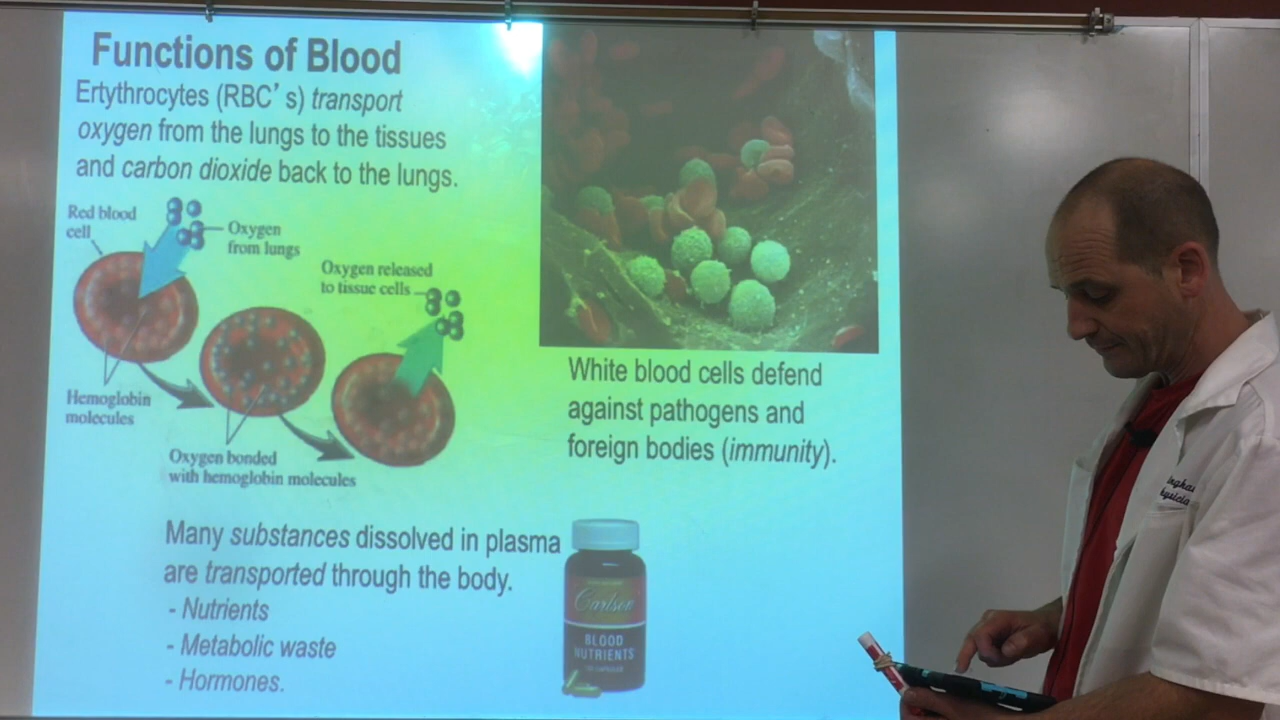 Functions of Blood
Ertythrocytes (RBC's) transport
oxygen from the lungs to the tissues
and carbon dioxide back to the lungs.
Red blood
cell
Oxygen
from lungs
Oxygen released
to tissue cells
Hemoglobin
molecules
Oxygen bonded
with hemoglobin molecules
White blood cells defend
against pathogens and
foreign bodies (immunity).
Many substances dissolved in plasma
are transported through the body.
- Nutrients
- Metabolic waste
- Hormones.
Carlson
BLOOD
NUTRIENTS